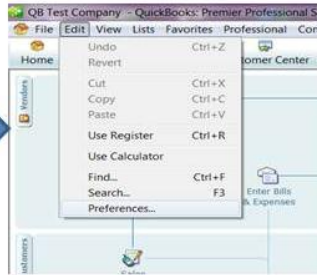 QB Test Company - QuickBooks: Premier Professional S
File Edit View Lists Favorites Professional Con
Home
Undo Ctrl+Z
Revert
tomer Center
Cut Ctrl+X
Copy Ctrl+C
Paste Ctrl+V
Use Register Ctrl+R
Use Calculator
Find... Ctrl+F
Search... F3
Preferences...
Vendors
Enter Bills
& Expenses
ustomers
Sales